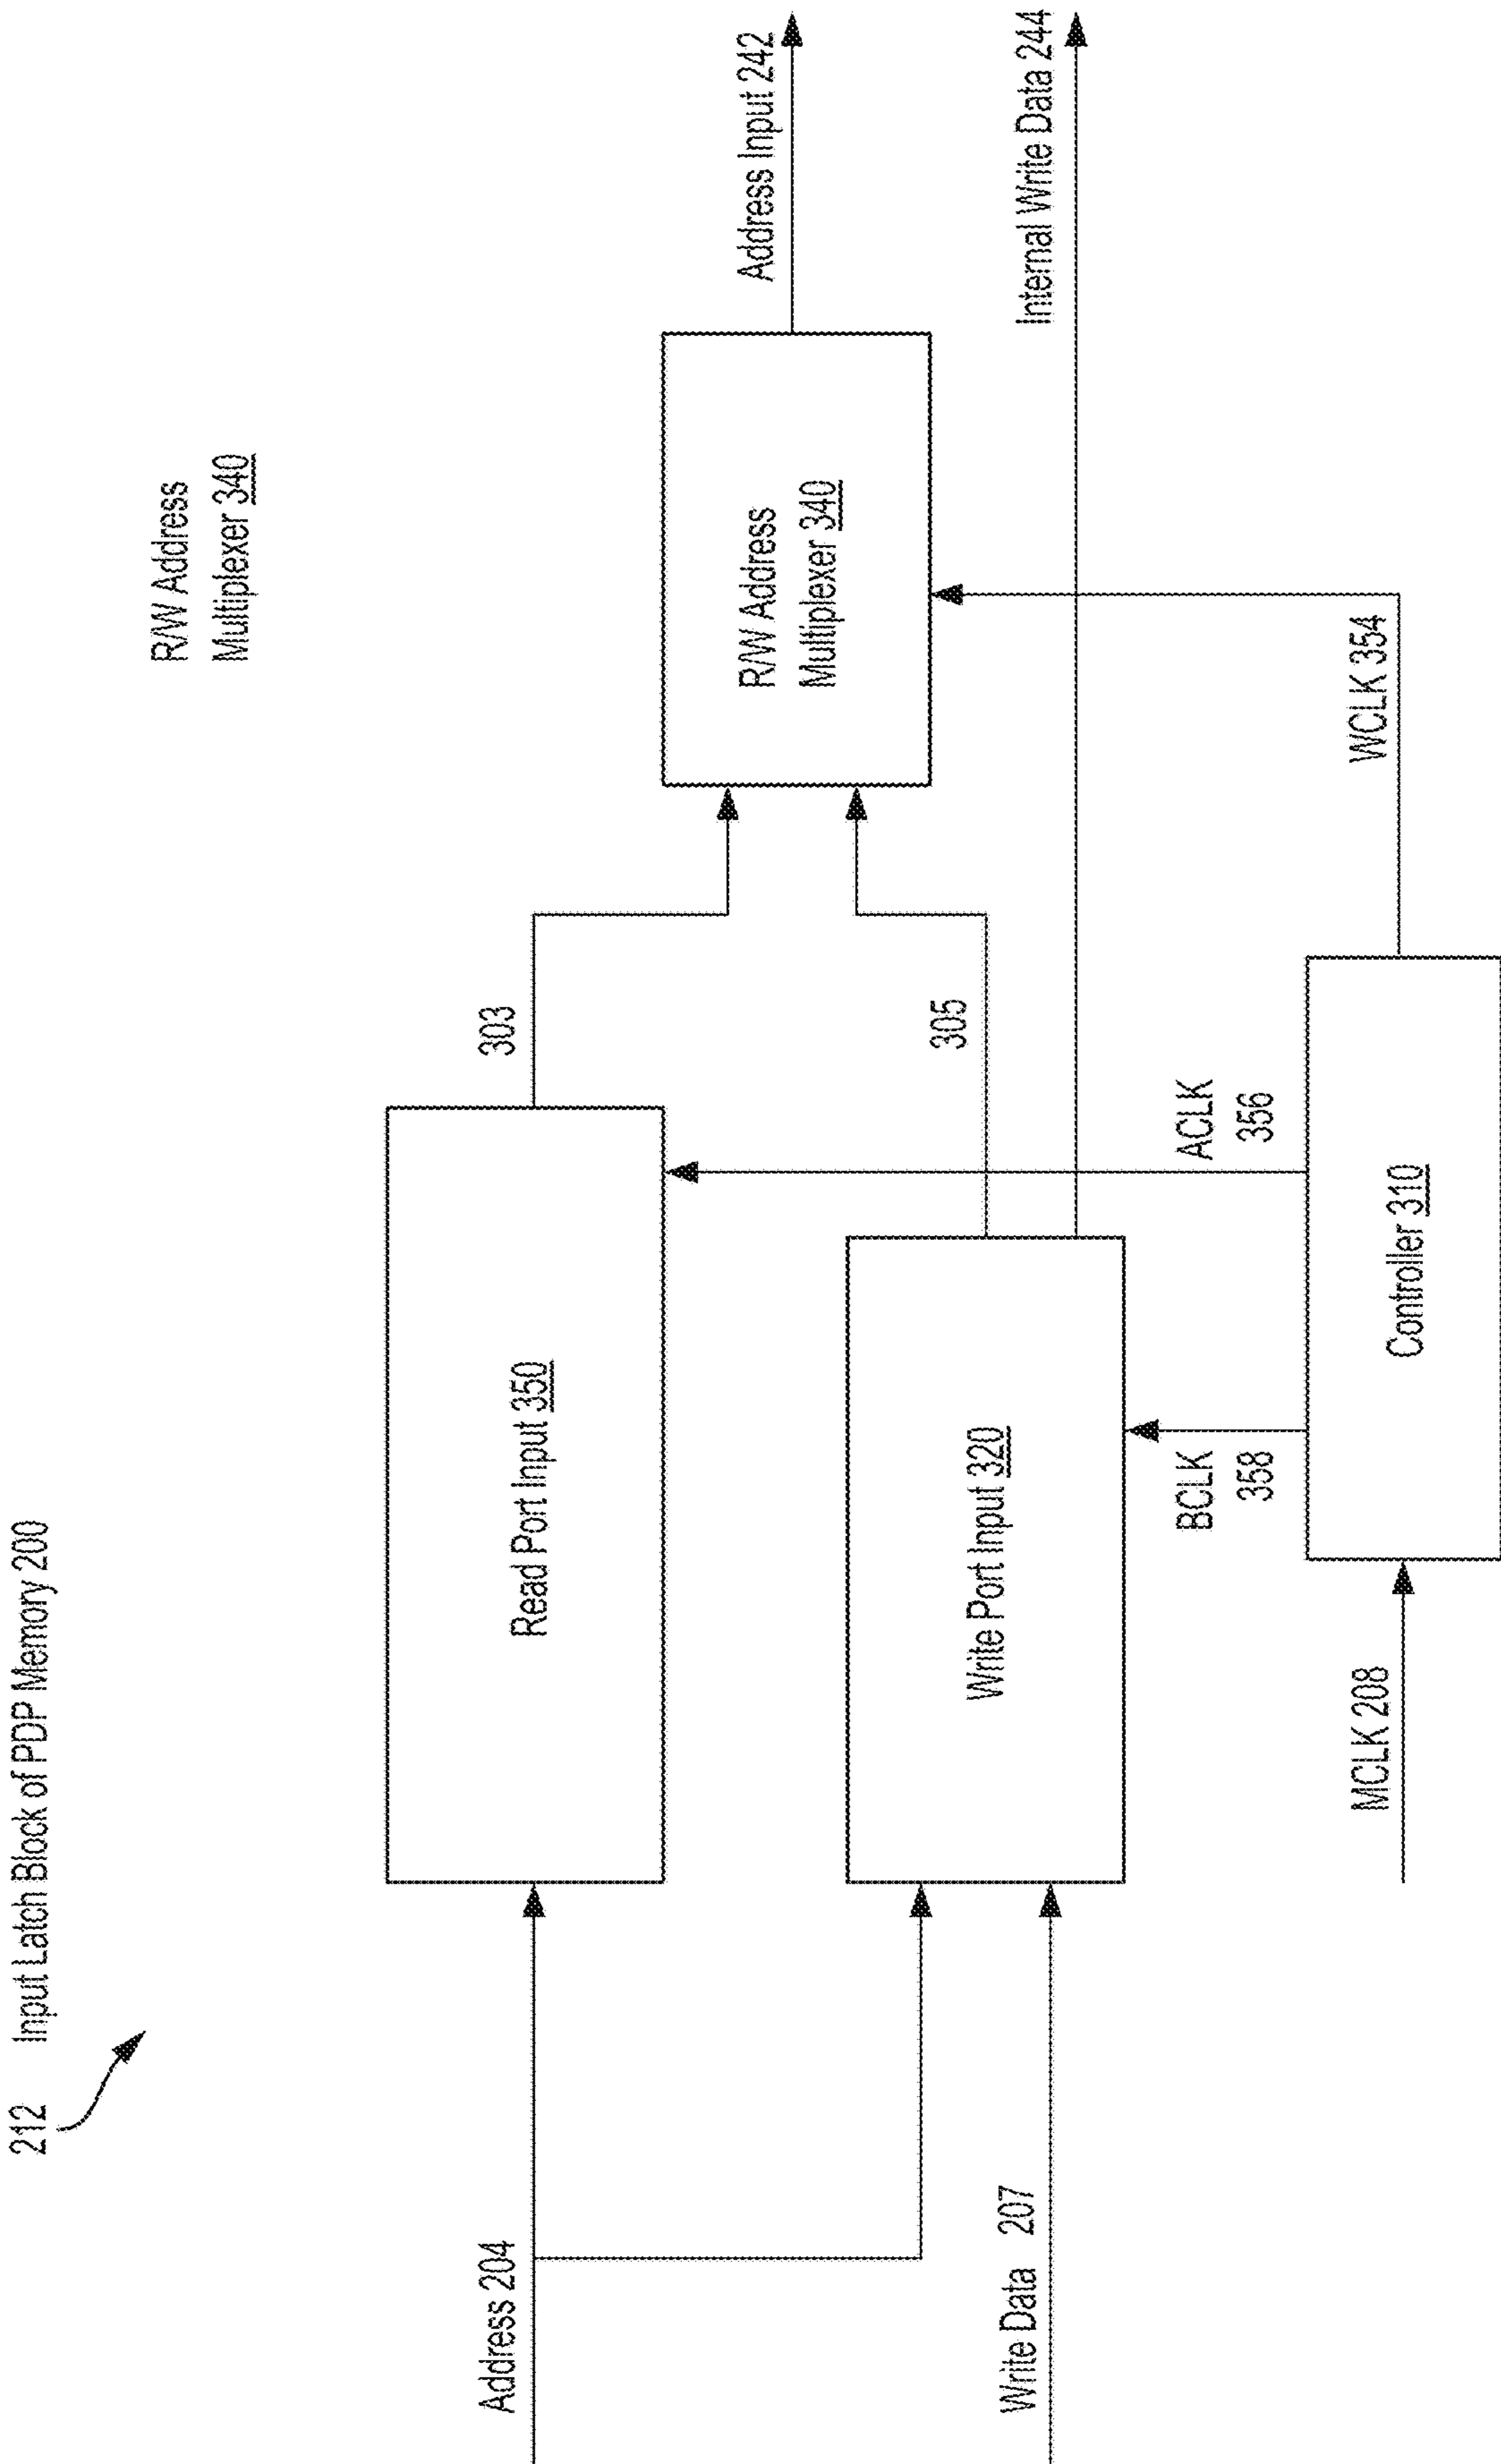 212 Input Latch Block of PDP Memory 200
R/W Address
Multiplexer 340
Address 204
Read Port Input 350
303
R/W Address
Multiplexer 340
Address Input 242
Write Data 207
Write Port Input 320
305
Internal Write Data 244
BCLK
358
ACLK
356
MCLK 208
Controller 310
WCLK 354